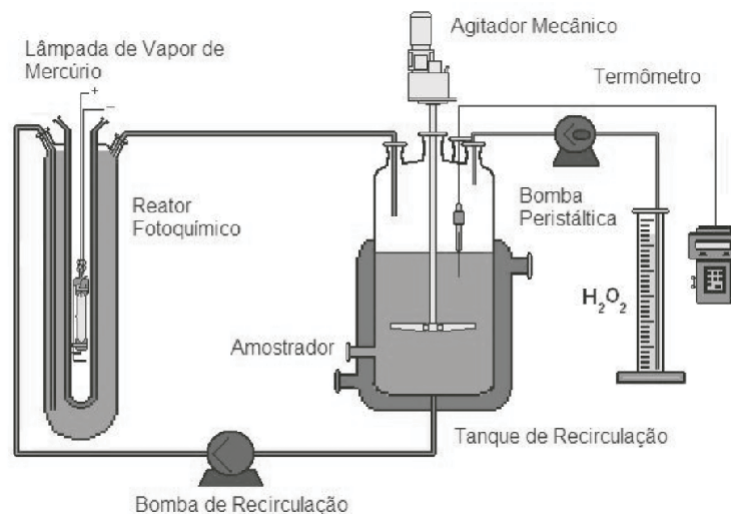 Lâmpada de Vapor de
Mercúrio
+
−
Agitador Mecânico
Termômetro
Reator
Fotoquímico
Bomba
Peristáltica
H₂O₂
Amostrador
Tanque de Recirculação
Bomba de Recirculação